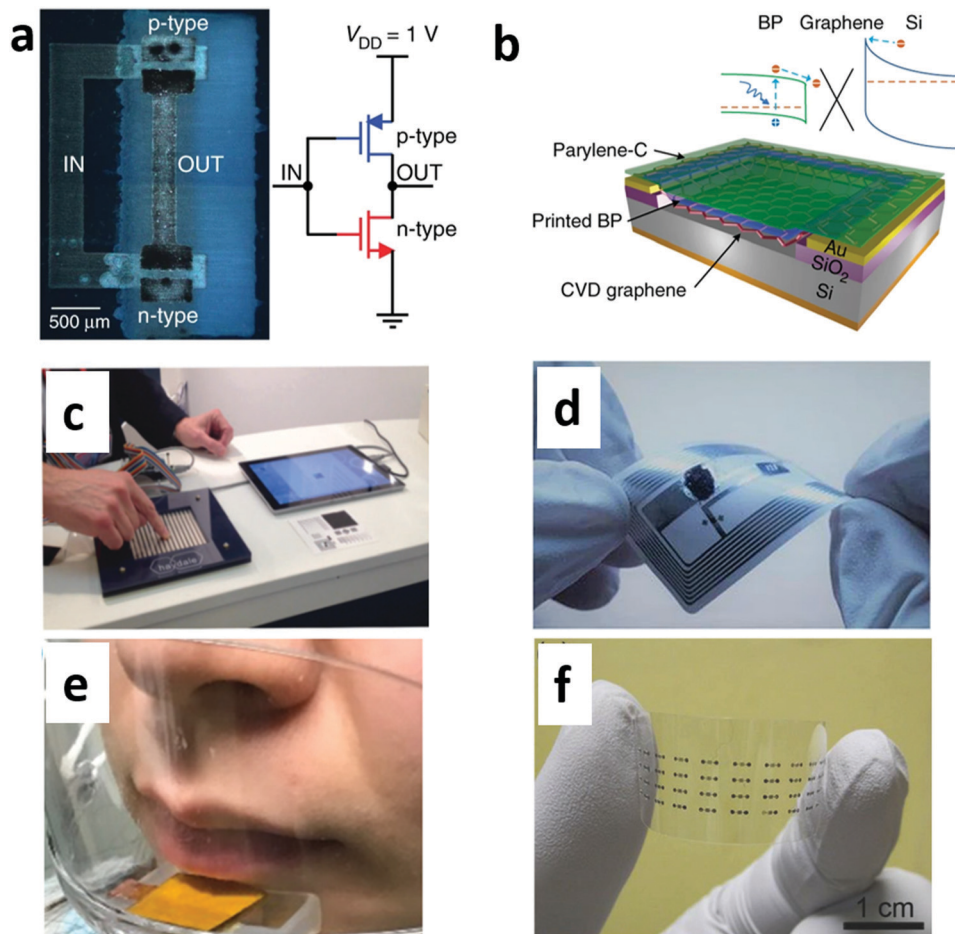 a
p-type
IN
OUT
500 μm
n-type
V_DD = 1 V
p-type
IN
OUT
n-type
b
BP Graphene Si
Parylene-C
Printed BP
CVD graphene
Au
SiO₂
Si
c
haydale
d
e
f
1 cm